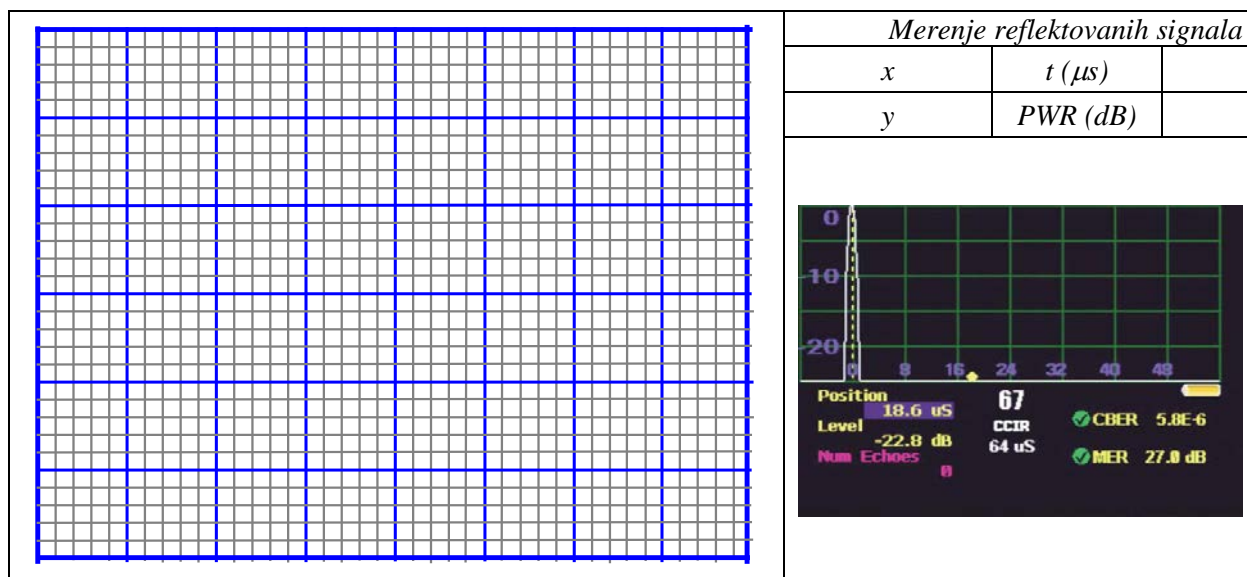 Merenje reflektovanih signala
x t (μs)
y PWR (dB)
0
-10
-20
0 8 16 24 32 40 48
Position
18.6 uS
Level
-22.8 dB
Num Echoes
0
67
CCIR
64 uS
CBER 5.8E-6
MER 27.0 dB